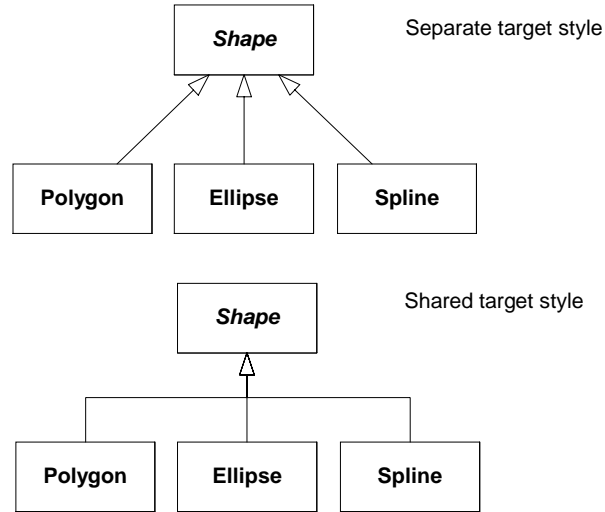 Shape
Separate target style
Polygon
Ellipse
Spline
Shape
Shared target style
Polygon
Ellipse
Spline